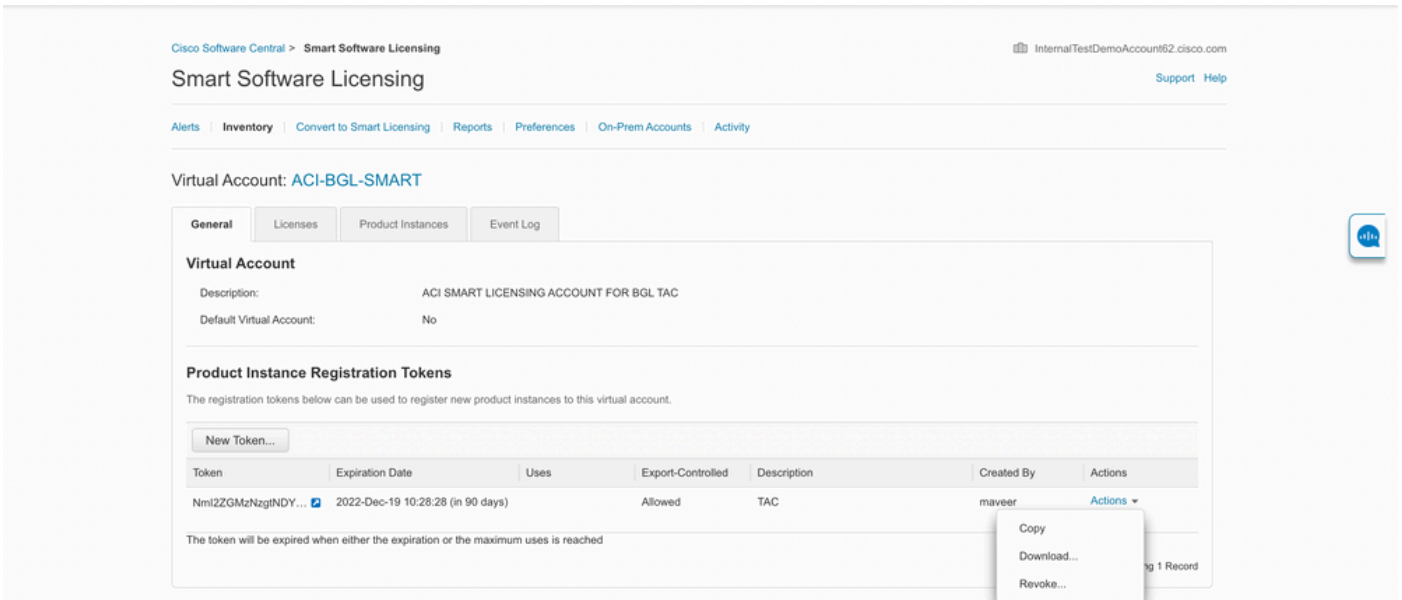 Cisco Software Central > Smart Software Licensing InternalTestDemoAccount62.cisco.com
Smart Software Licensing Support Help
Alerts Inventory Convert to Smart Licensing Reports Preferences On-Prem Accounts Activity
Virtual Account: ACI-BGL-SMART
General Licenses Product Instances Event Log
Virtual Account
Description: ACI SMART LICENSING ACCOUNT FOR BGL TAC
Default Virtual Account: No
Product Instance Registration Tokens
The registration tokens below can be used to register new product instances to this virtual account.
New Token...
Token Expiration Date Uses Export-Controlled Description Created By Actions
NmI2ZGMzNzgtNDY... 2022-Dec-19 10:28:28 (in 90 days) Allowed TAC maveer Actions
Copy
The token will be expired when either the expiration or the maximum uses is reached
Download...
ng 1 Record
Revoke...